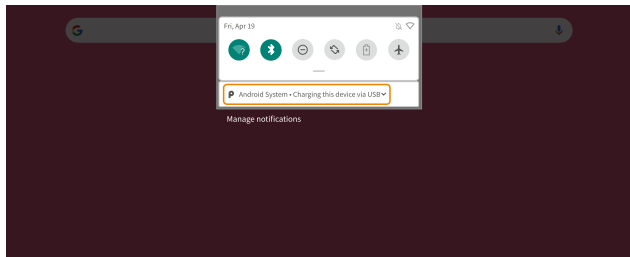 Fri, Apr 19
Android System • Charging this device via USB
Manage notifications